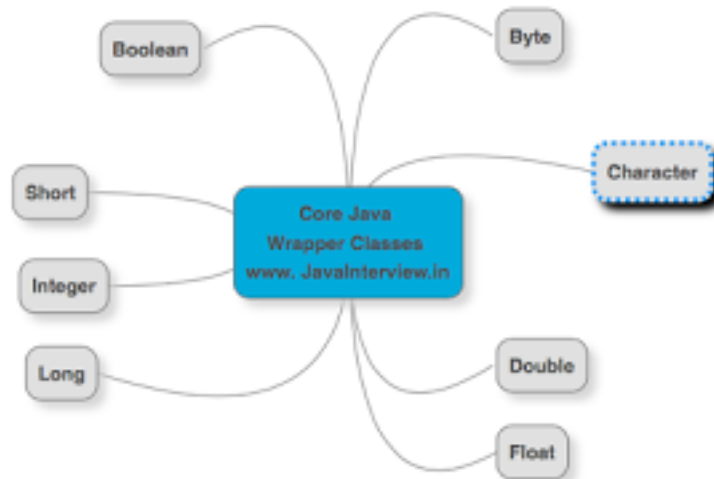 Boolean
Byte
Character
Short
Core Java
Wrapper Classes
www. JavaInterview.in
Integer
Long
Double
Float